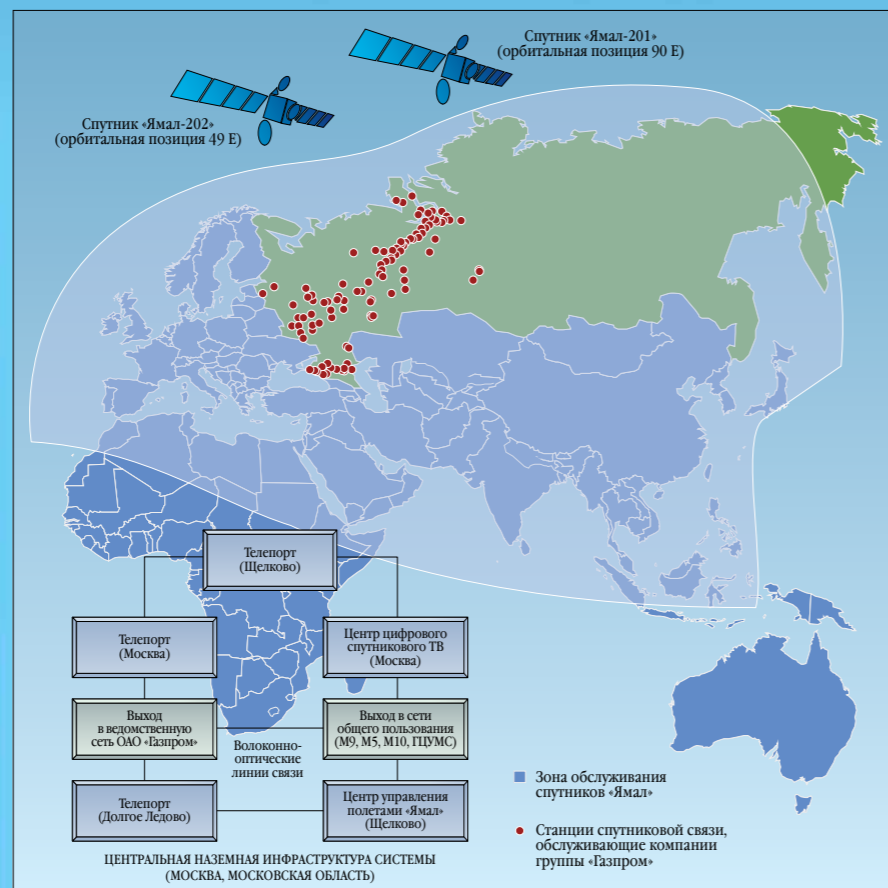 Спутник «Ямал-201»
(орбитальная позиция 90 E)
Спутник «Ямал-202»
(орбитальная позиция 49 E)
Телепорт
(Щелково)
Телепорт
(Москва)
Центр цифрового
спутникового ТВ
(Москва)
Выход
в ведомственную
сеть ОАО «Газпром»
Выход в сети
общего пользования
(М9, М5, М10, ГЦУМС)
Волоконно-
оптические
линии связи
Телепорт
(Долгое Ледово)
Центр управления
полетами «Ямал»
(Щелково)
ЦЕНТРАЛЬНАЯ НАЗЕМНАЯ ИНФРАСТРУКТУРА СИСТЕМЫ
(МОСКВА, МОСКОВСКАЯ ОБЛАСТЬ)
Зона обслуживания
спутников «Ямал»
Станции спутниковой связи,
обслуживающие компании
группы «Газпром»